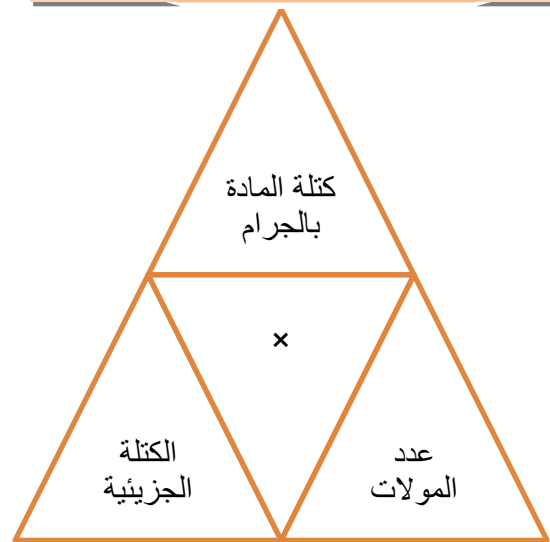 كتلة المادة
بالجرام
×
عدد
المولات
الكتلة
الجزيئية